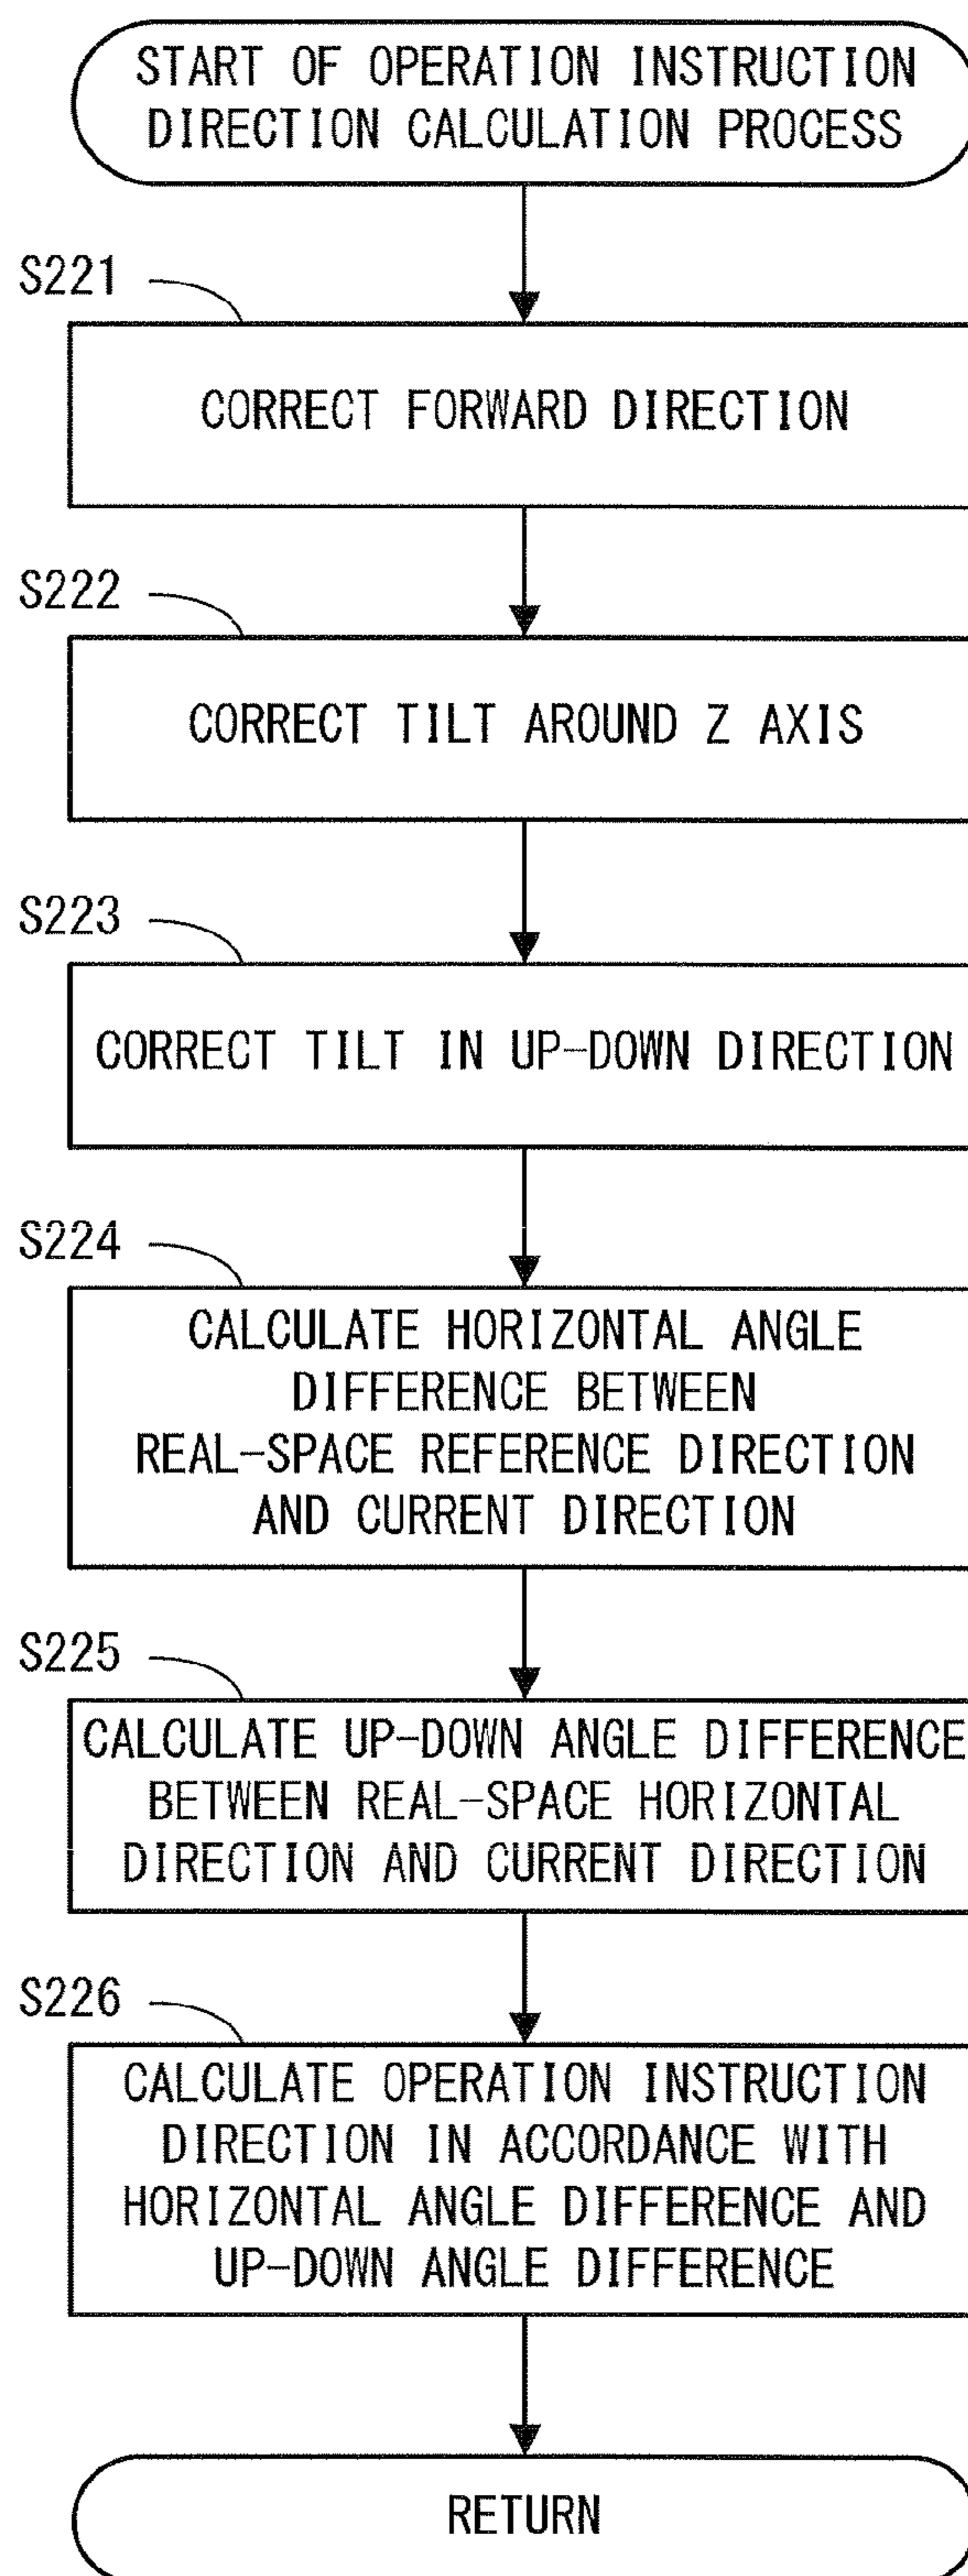 START OF OPERATION INSTRUCTION
DIRECTION CALCULATION PROCESS
S221
CORRECT FORWARD DIRECTION
S222
CORRECT TILT AROUND Z AXIS
S223
CORRECT TILT IN UP-DOWN DIRECTION
S224
CALCULATE HORIZONTAL ANGLE
DIFFERENCE BETWEEN
REAL-SPACE REFERENCE DIRECTION
AND CURRENT DIRECTION
S225
CALCULATE UP-DOWN ANGLE DIFFERENCE
BETWEEN REAL-SPACE HORIZONTAL
DIRECTION AND CURRENT DIRECTION
S226
CALCULATE OPERATION INSTRUCTION
DIRECTION IN ACCORDANCE WITH
HORIZONTAL ANGLE DIFFERENCE AND
UP-DOWN ANGLE DIFFERENCE
RETURN